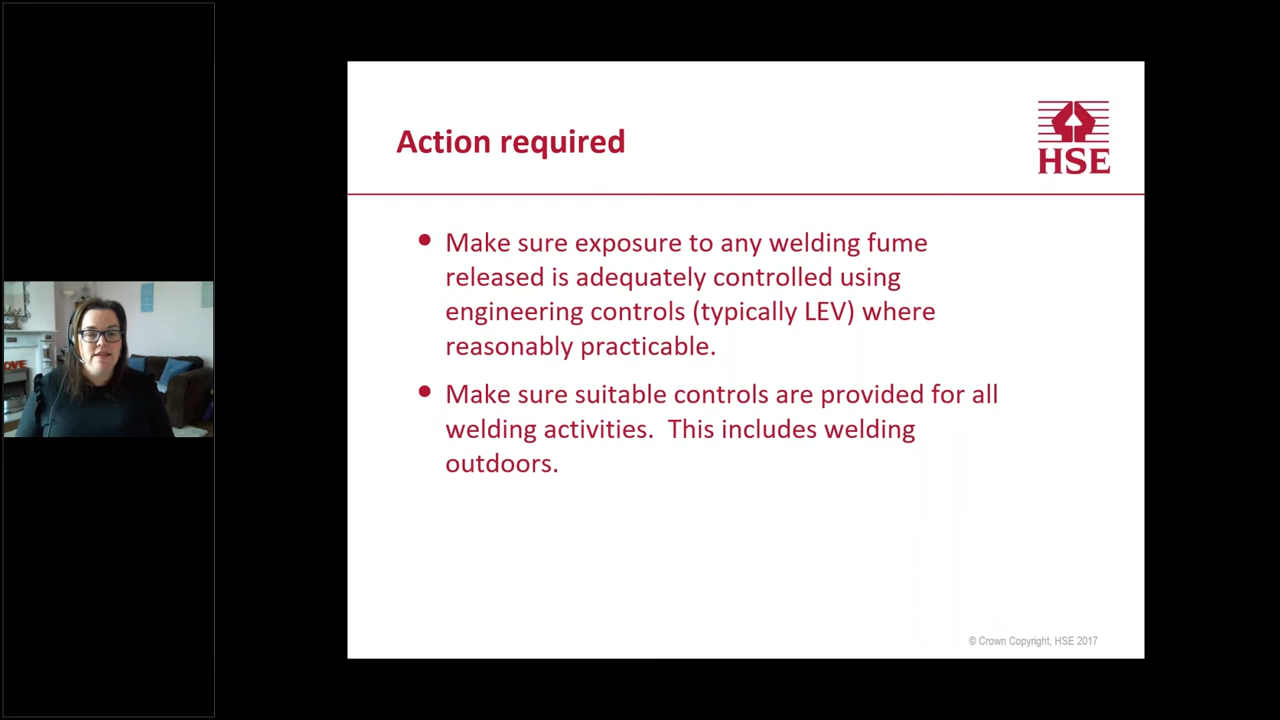 Action required
HSE
• Make sure exposure to any welding fume
released is adequately controlled using
engineering controls (typically LEV) where
reasonably practicable.
• Make sure suitable controls are provided for all
welding activities.  This includes welding
outdoors.
© Crown Copyright, HSE 2017